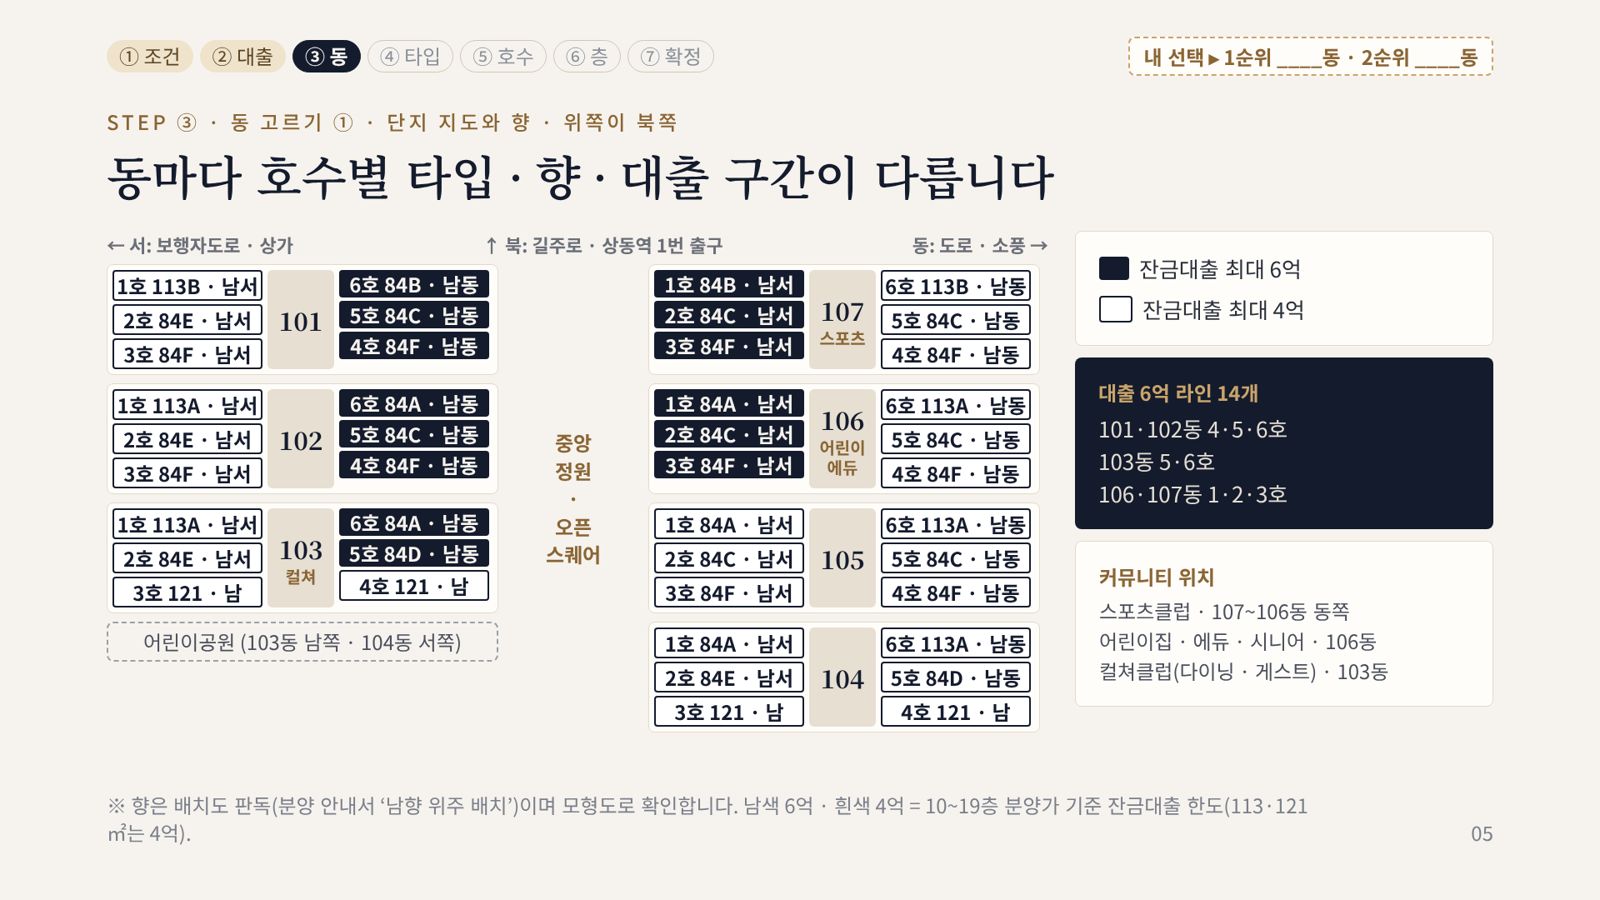 ① 조건 ② 대출 ③ 동 ④ 타입 ⑤ 호수 ⑥ 층 ⑦ 확정
내 선택 ▸ 1순위 ____동 · 2순위 ____동
STEP ③ · 동 고르기 ① · 단지 지도와 향 · 위쪽이 북쪽
동마다 호수별 타입 · 향 · 대출 구간이 다릅니다
← 서: 보행자도로 · 상가
↑ 북: 길주로 · 상동역 1번 출구
동: 도로 · 소풍 →
1호 113B · 남서
2호 84E · 남서
3호 84F · 남서
101
6호 84B · 남동
5호 84C · 남동
4호 84F · 남동
1호 113A · 남서
2호 84E · 남서
3호 84F · 남서
102
6호 84A · 남동
5호 84C · 남동
4호 84F · 남동
1호 113A · 남서
2호 84E · 남서
3호 121 · 남
103
컬쳐
6호 84A · 남동
5호 84D · 남동
4호 121 · 남
어린이공원 (103동 남쪽 · 104동 서쪽)
중앙
정원
·
오픈
스퀘어
1호 84B · 남서
2호 84C · 남서
3호 84F · 남서
107
스포츠
6호 113B · 남동
5호 84C · 남동
4호 84F · 남동
1호 84A · 남서
2호 84C · 남서
3호 84F · 남서
106
어린이
에듀
6호 113A · 남동
5호 84C · 남동
4호 84F · 남동
1호 84A · 남서
2호 84C · 남서
3호 84F · 남서
105
6호 113A · 남동
5호 84C · 남동
4호 84F · 남동
1호 84A · 남서
2호 84E · 남서
3호 121 · 남
104
6호 113A · 남동
5호 84D · 남동
4호 121 · 남
잔금대출 최대 6억
잔금대출 최대 4억
대출 6억 라인 14개
101·102동 4·5·6호
103동 5·6호
106·107동 1·2·3호
커뮤니티 위치
스포츠클럽 · 107~106동 동쪽
어린이집 · 에듀 · 시니어 · 106동
컬쳐클럽(다이닝 · 게스트) · 103동
※ 향은 배치도 판독(분양 안내서 ‘남향 위주 배치’)이며 모형도로 확인합니다. 남색 6억 · 흰색 4억 = 10~19층 분양가 기준 잔금대출 한도(113·121
㎡는 4억).
05